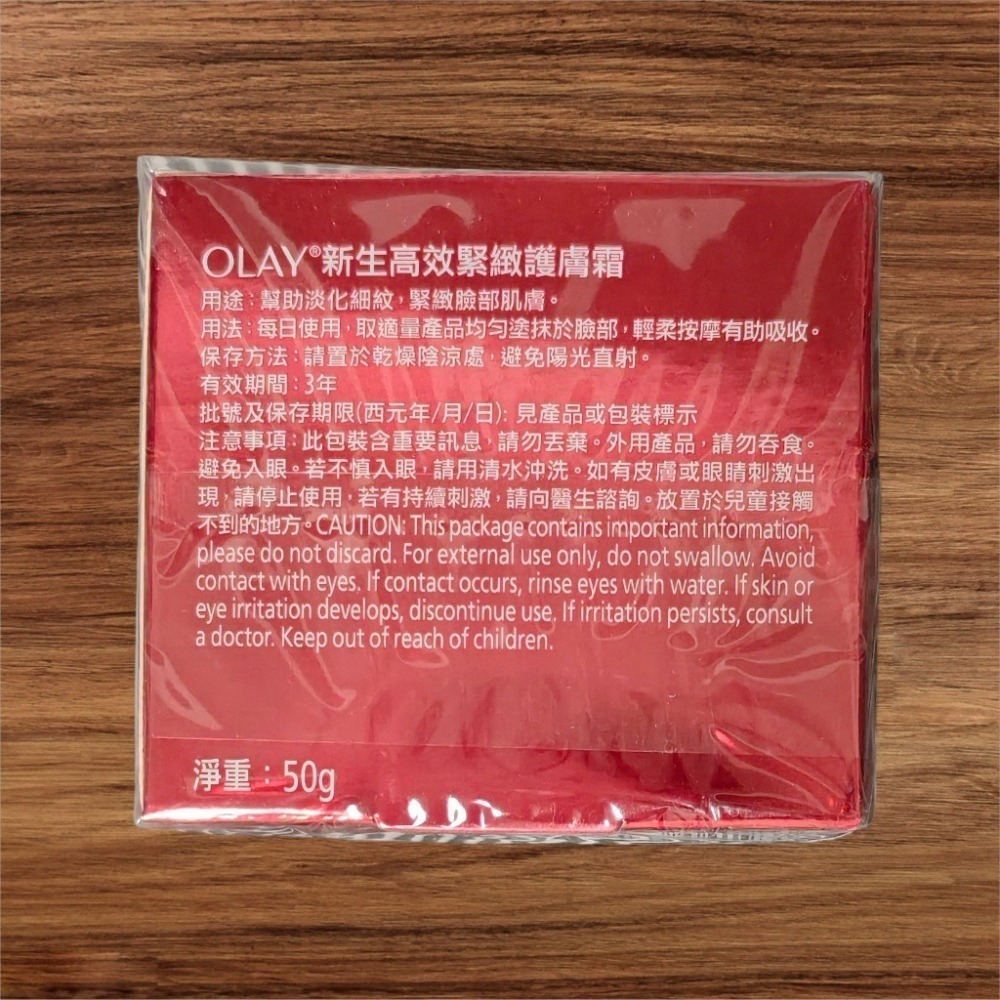 OLAY®新生高效緊緻護膚霜
用途：幫助淡化細紋，緊緻臉部肌膚。
用法：每日使用，取適量產品均勻塗抹於臉部，輕柔按摩有助吸收。
保存方法：請置於乾燥陰涼處，避免陽光直射。
有效期間：3年
批號及保存期限(西元年/月/日): 見產品或包裝標示
注意事項：此包裝含重要訊息，請勿丟棄。外用產品，請勿吞食。
避免入眼。若不慎入眼，請用清水沖洗。如有皮膚或眼睛刺激出
現，請停止使用，若有持續刺激，請向醫生諮詢。放置於兒童接觸
不到的地方。CAUTION: This package contains important information,
please do not discard. For external use only, do not swallow. Avoid
contact with eyes. If contact occurs, rinse eyes with water. If skin or
eye irritation develops, discontinue use. If irritation persists, consult
a doctor. Keep out of reach of children.
淨重：50g